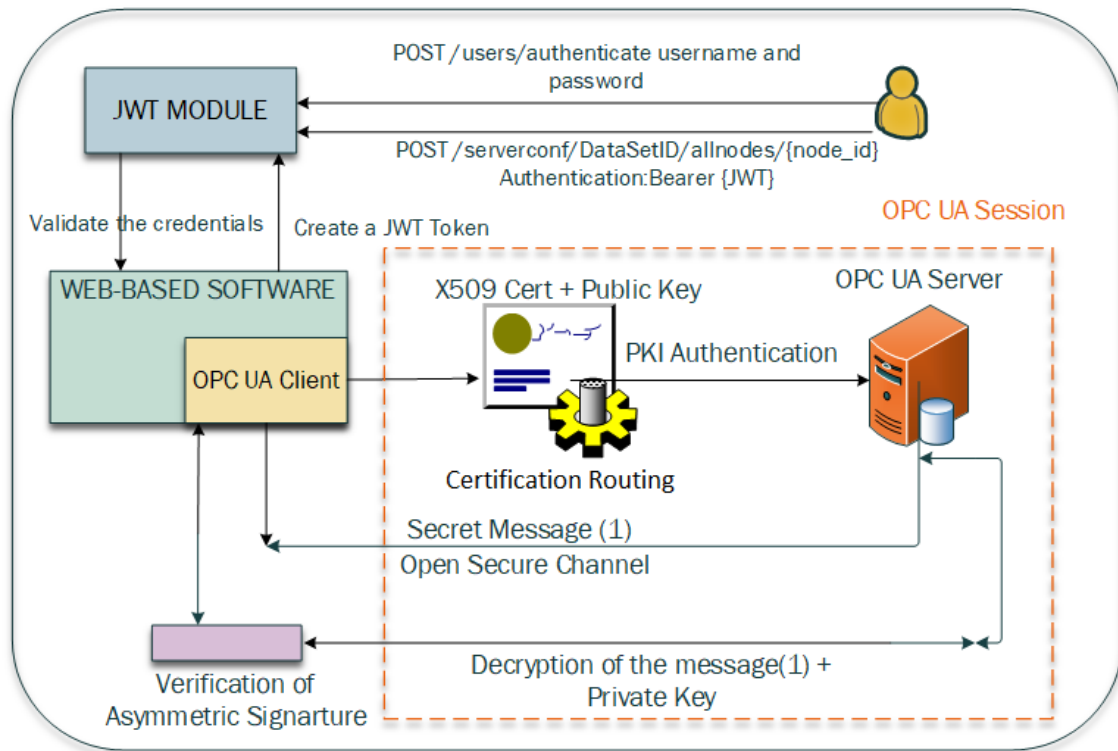 POST /users/authenticate username and
password
JWT MODULE
POST /serverconf/DataSetID/allnodes/{node_id}
Authentication:Bearer {JWT}
Validate the credentials
Create a JWT Token
OPC UA Session
WEB-BASED SOFTWARE
OPC UA Client
X509 Cert + Public Key
OPC UA Server
PKI Authentication
Certification Routing
Secret Message (1)
Open Secure Channel
Decryption of the message(1) +
Private Key
Verification of
Asymmetric Signarture